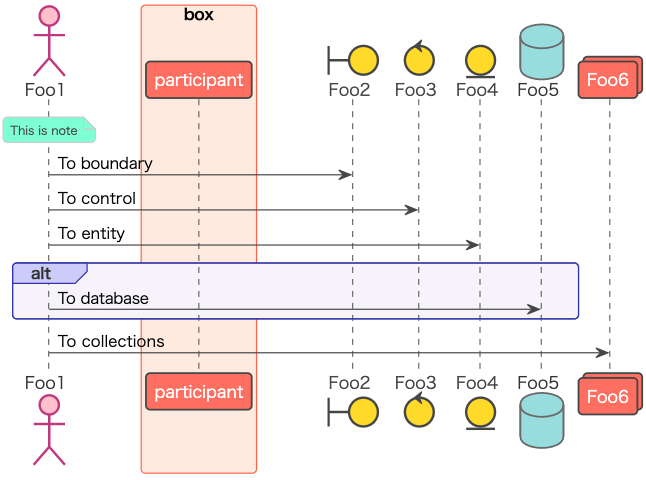 box
participant
Foo1
Foo2
Foo3
Foo4
Foo5
Foo6
This is note
To boundary
To control
To entity
alt
To database
To collections
Foo1
participant
Foo2
Foo3
Foo4
Foo5
Foo6